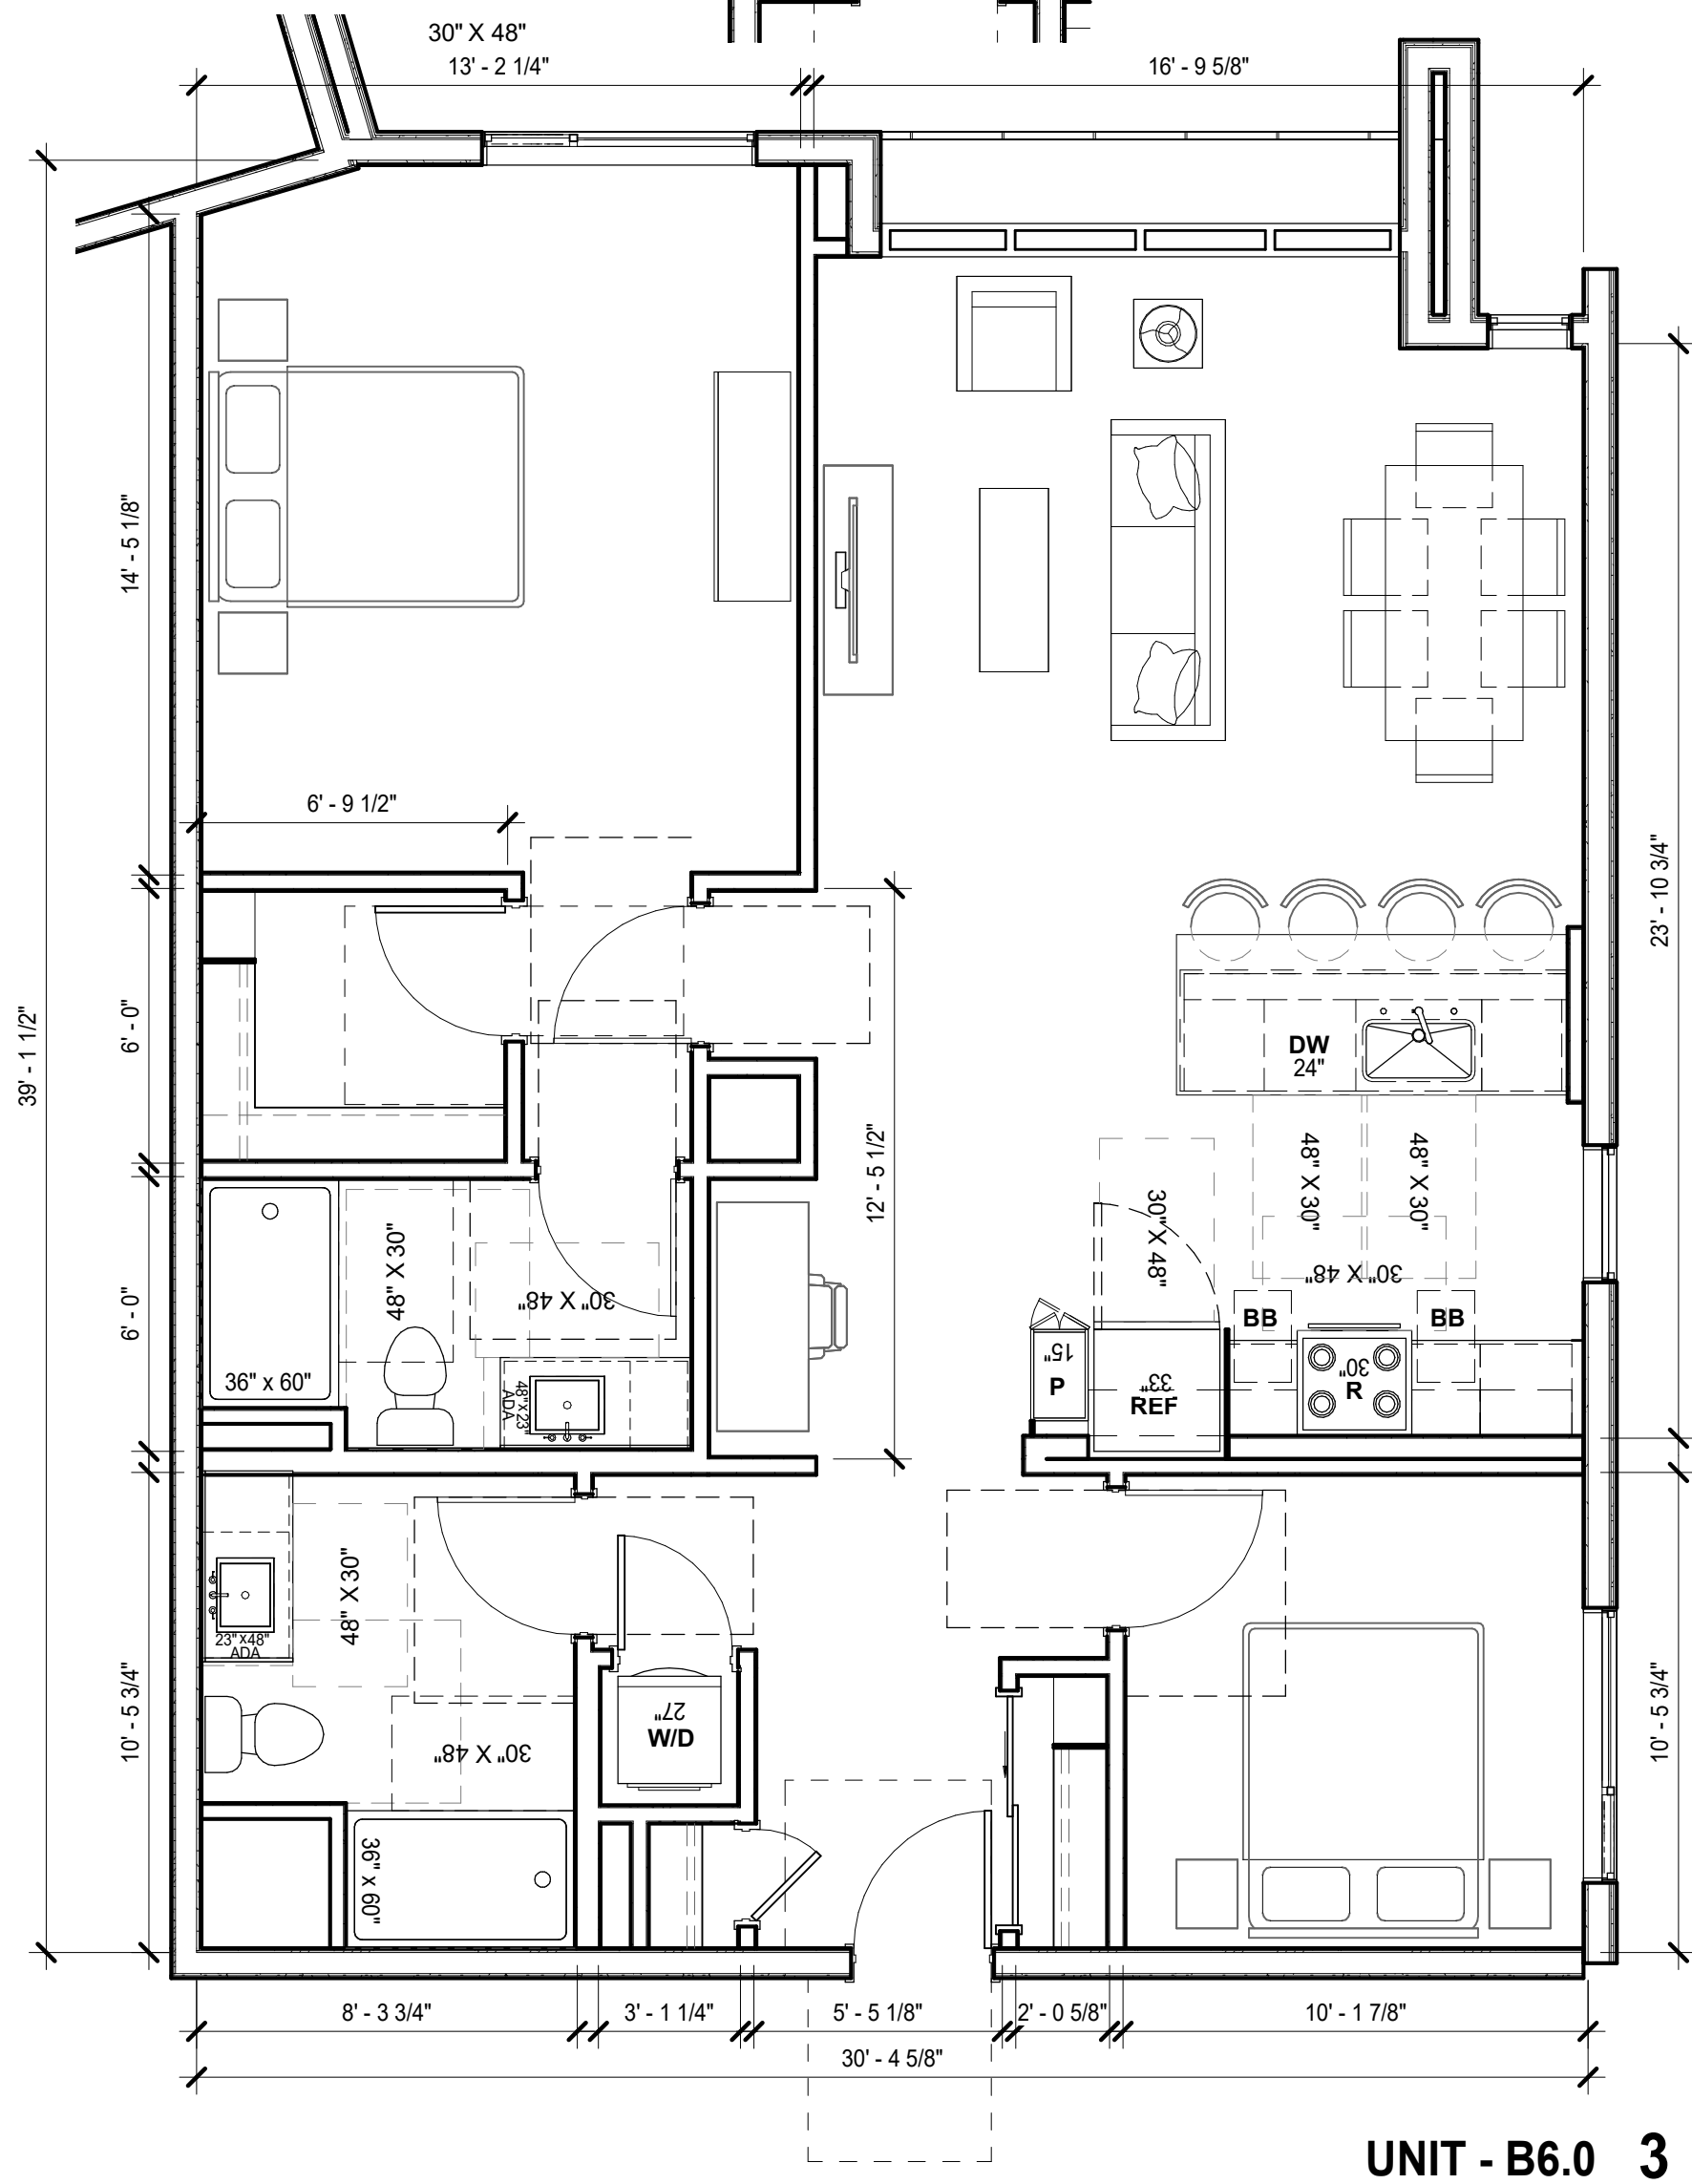 30" X 48"
13' - 2 1/4"
16' - 9 5/8"
14' - 5 1/8"
6' - 9 1/2"
23' - 10 3/4"
39' - 1 1/2"
6' - 0"
DW
24"
12' - 5 1/2"
48" X 30"
48" X 30"
30" X 48"
30" X 48"
6' - 0"
48" X 30"
30" X 48"
BB
BB
15"
P
33"
REF
30"
R
36" x 60"
48"x23"
ADA
48" X 30"
23"x48"
ADA
10' - 5 3/4"
10' - 5 3/4"
27"
W/D
30" X 48"
36" x 60"
8' - 3 3/4"
3' - 1 1/4"
5' - 5 1/8"
2' - 0 5/8"
10' - 1 7/8"
30' - 4 5/8"
UNIT - B6.0 3